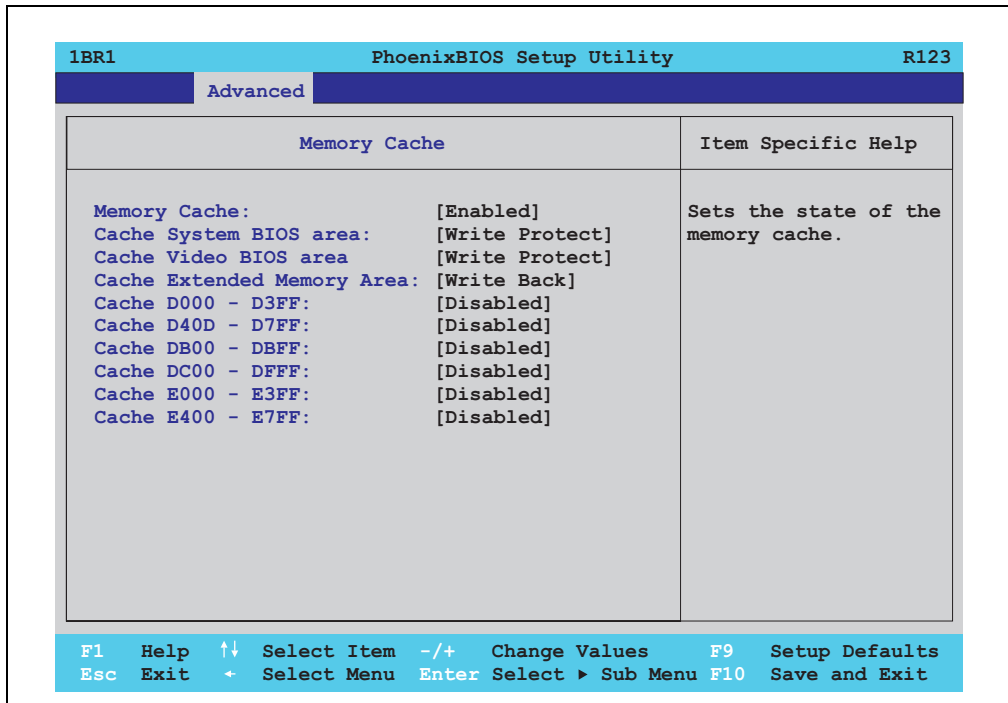 1BR1 PhoenixBIOS Setup Utility R123
Advanced
Memory Cache
Item Specific Help
Memory Cache: [Enabled]
Cache System BIOS area: [Write Protect]
Cache Video BIOS area [Write Protect]
Cache Extended Memory Area: [Write Back]
Cache D000 - D3FF: [Disabled]
Cache D40D - D7FF: [Disabled]
Cache DB00 - DBFF: [Disabled]
Cache DC00 - DFFF: [Disabled]
Cache E000 - E3FF: [Disabled]
Cache E400 - E7FF: [Disabled]
Sets the state of the
memory cache.
F1 Help ↑↓ Select Item -/+ Change Values F9 Setup Defaults
Esc Exit ← Select Menu Enter Select ▶ Sub Menu F10 Save and Exit